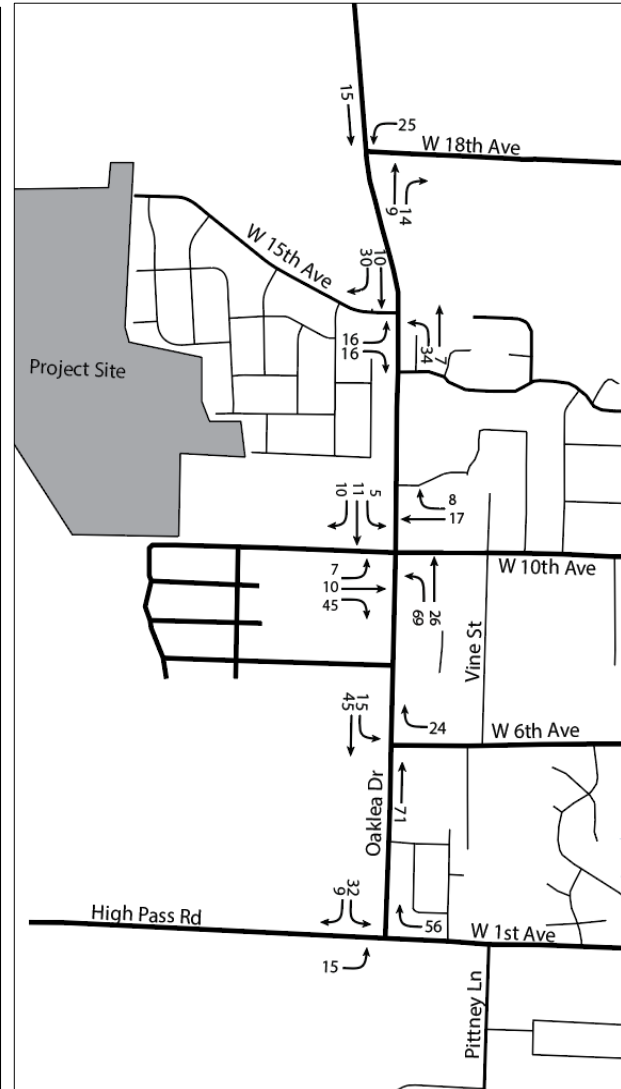 15
25
W 18th Ave
14
9
W 15th Ave
10
30
16
16
7
34
Project Site
8
17
5
11
10
W 10th Ave
7
10
45
26
69
Vine St
24
W 6th Ave
15
45
Oaklea Dr
71
32
9
56
High Pass Rd
W 1st Ave
15
Pittney Ln